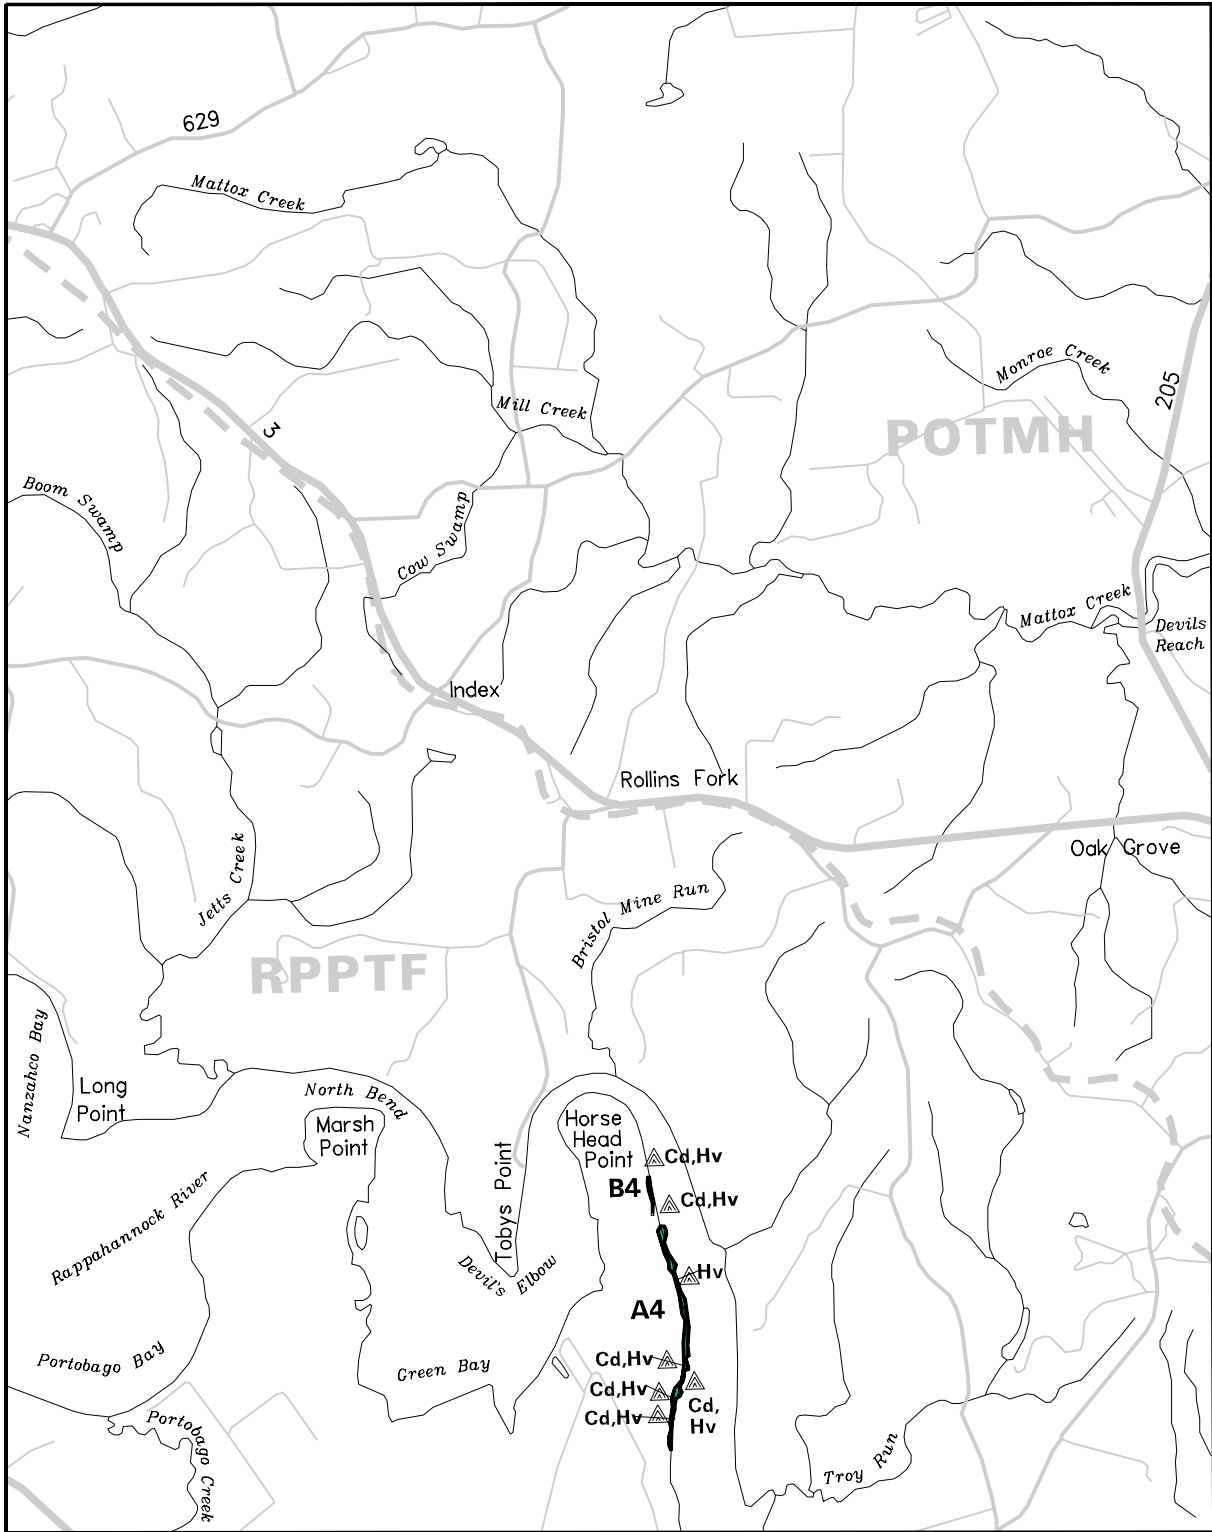 629
Mattox Creek
Monroe Creek
205
Mill Creek
3
POTMH
Boom Swamp
Cow Swamp
Mattox Creek
Devils
Reach
Index
Rollins Fork
Oak Grove
Jetts Creek
Bristol Mine Run
RPPTF
Nanzahco Bay
Long
Point
North Bend
Marsh
Point
Horse
Head
Point
Cd,Hv
B4
Cd,Hv
Tobys Point
Rappahannock River
Devil's Elbow
Hv
A4
Portobago Bay
Green Bay
Cd,Hv
Cd,Hv
Cd,
Hv
Cd,Hv
Portobago Creek
Troy Run